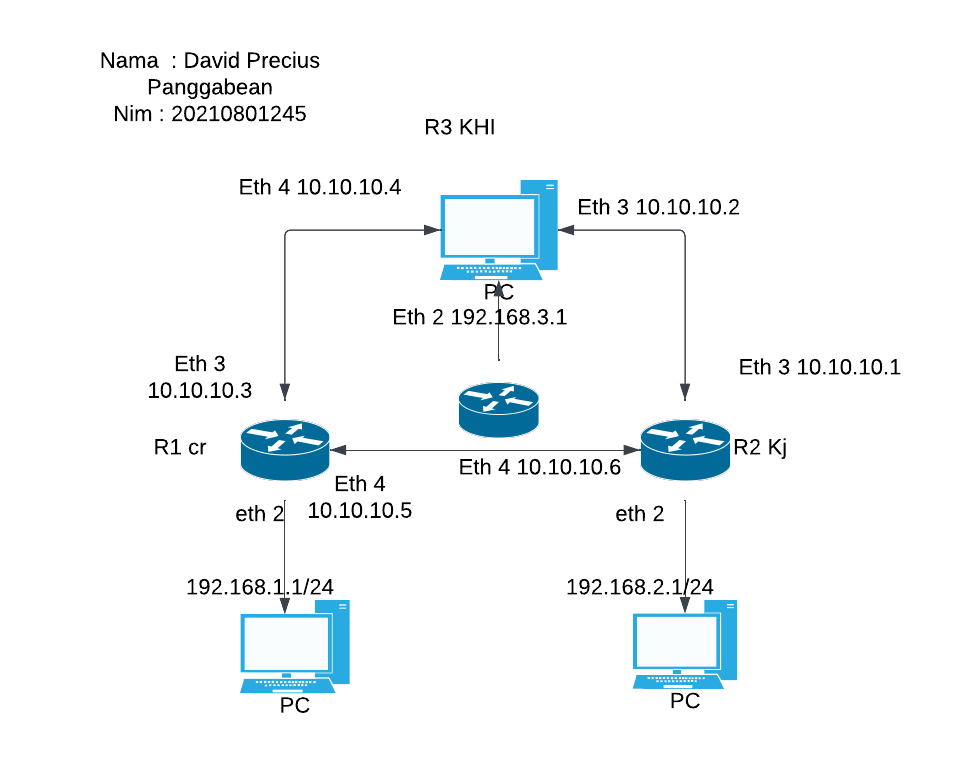 Nama : David Precius
Panggabean
Nim : 20210801245
R3 KHI
Eth 4 10.10.10.4
Eth 3 10.10.10.2
PC
Eth 2 192.168.3.1
Eth 3
10.10.10.3
Eth 3 10.10.10.1
R1 cr
R2 Kj
Eth 4 10.10.10.6
Eth 4
10.10.10.5
eth 2
eth 2
192.168.1.1/24
192.168.2.1/24
PC
PC